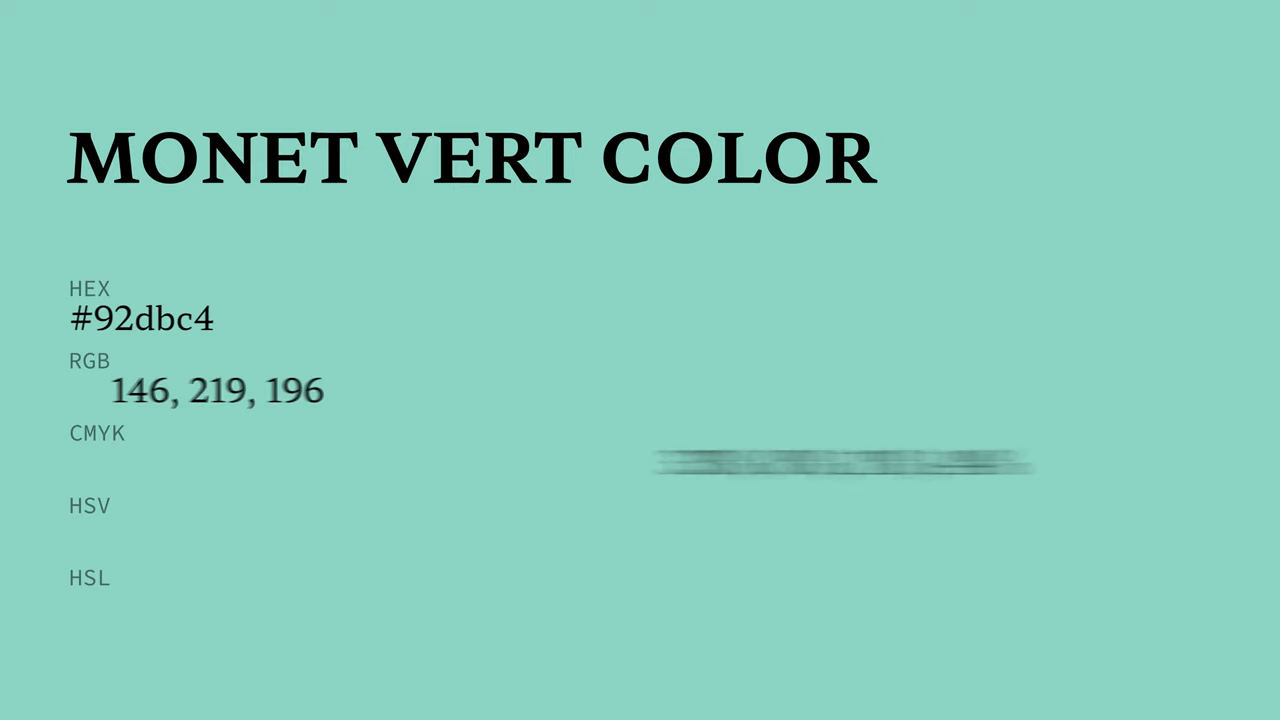 MONET VERT COLOR
HEX
#92dbc4
RGB
146, 219, 196
CMYK
HSV
HSL